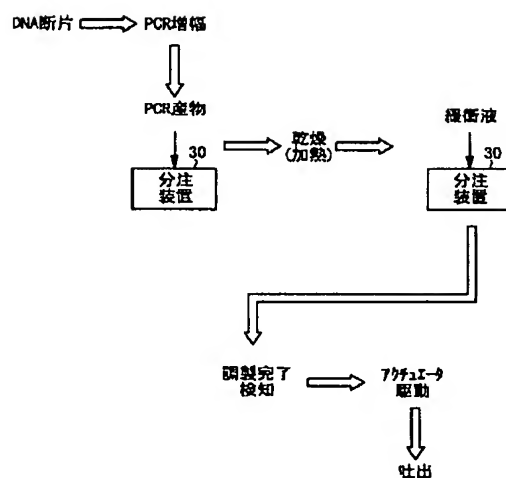 DNA断片
PCR増幅
PCR産物
30
分注
装置
乾燥
(加熱)
緩衝液
30
分注
装置
調製完了
検知
アクチュエータ
駆動
吐出